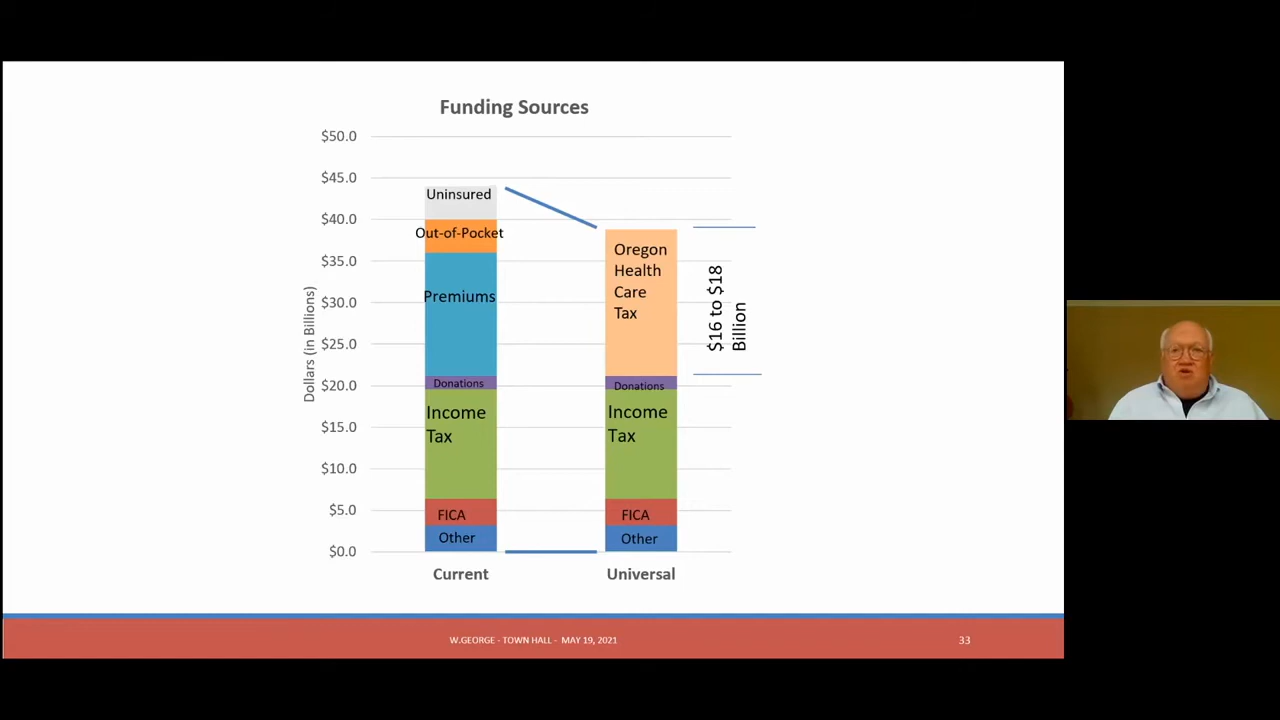 Funding Sources
$50.0
$45.0
$40.0
$35.0
$30.0
$25.0
$20.0
$15.0
$10.0
$5.0
$0.0
Dollars (in Billions)
Uninsured
Out-of-Pocket
Premiums
Donations
Income
Tax
FICA
Other
Current
Oregon
Health
Care
Tax
Donations
Income
Tax
FICA
Other
Universal
$16 to $18
Billion
W.GEORGE - TOWN HALL - MAY 19, 2021
33